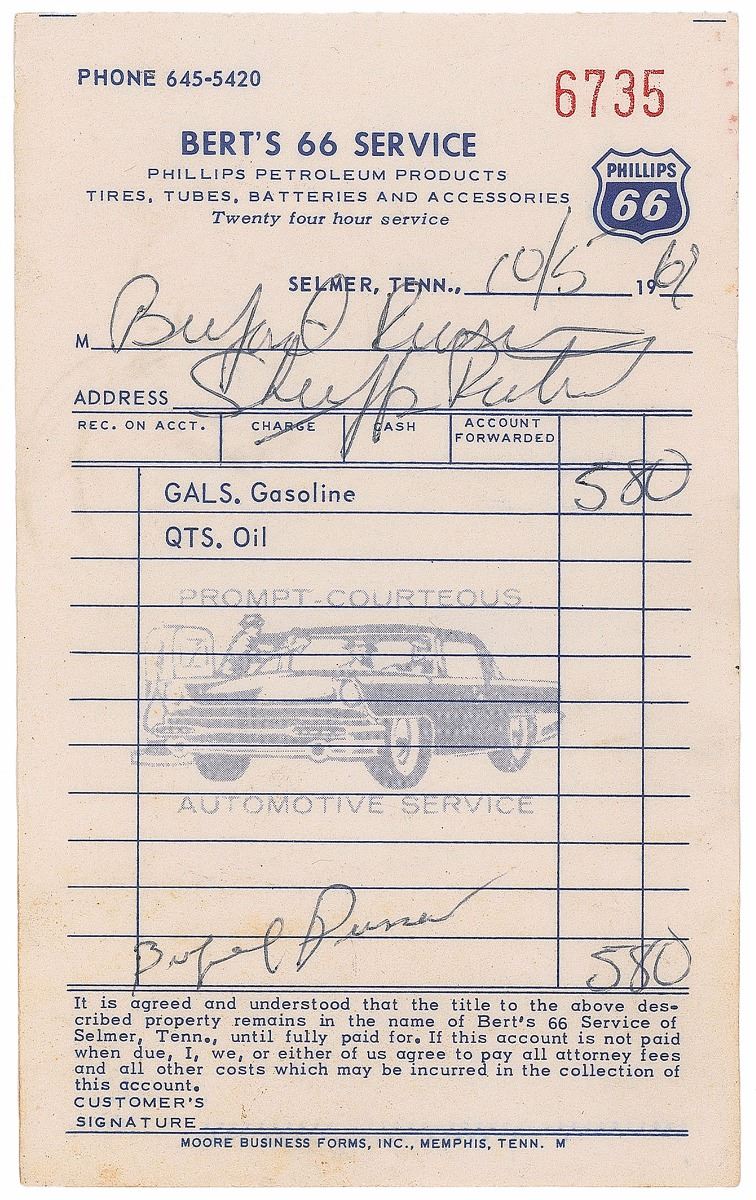 PHONE 645-5420
6735
BERT'S 66 SERVICE
PHILLIPS PETROLEUM PRODUCTS
TIRES, TUBES, BATTERIES AND ACCESSORIES
Twenty four hour service
PHILLIPS
66
SELMER, TENN., 10/5 19 69
M Buford Pusser
ADDRESS Sheriff
REC. ON ACCT. CHARGE CASH ACCOUNT FORWARDED
GALS. Gasoline 580
QTS. Oil
PROMPT-COURTEOUS
AUTOMOTIVE SERVICE
Buford Pusser
580
It is agreed and understood that the title to the above des-
cribed property remains in the name of Bert's 66 Service of
Selmer, Tenn., until fully paid for. If this account is not paid
when due, I, we, or either of us agree to pay all attorney fees
and all other costs which may be incurred in the collection of
this account.
CUSTOMER'S
SIGNATURE
MOORE BUSINESS FORMS, INC., MEMPHIS, TENN. M